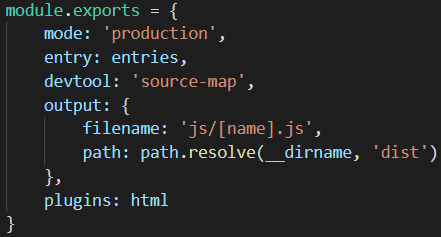 module.exports = {
    mode: 'production',
    entry: entries,
    devtool: 'source-map',
    output: {
        filename: 'js/[name].js',
        path: path.resolve(__dirname, 'dist')
    },
    plugins: html
}